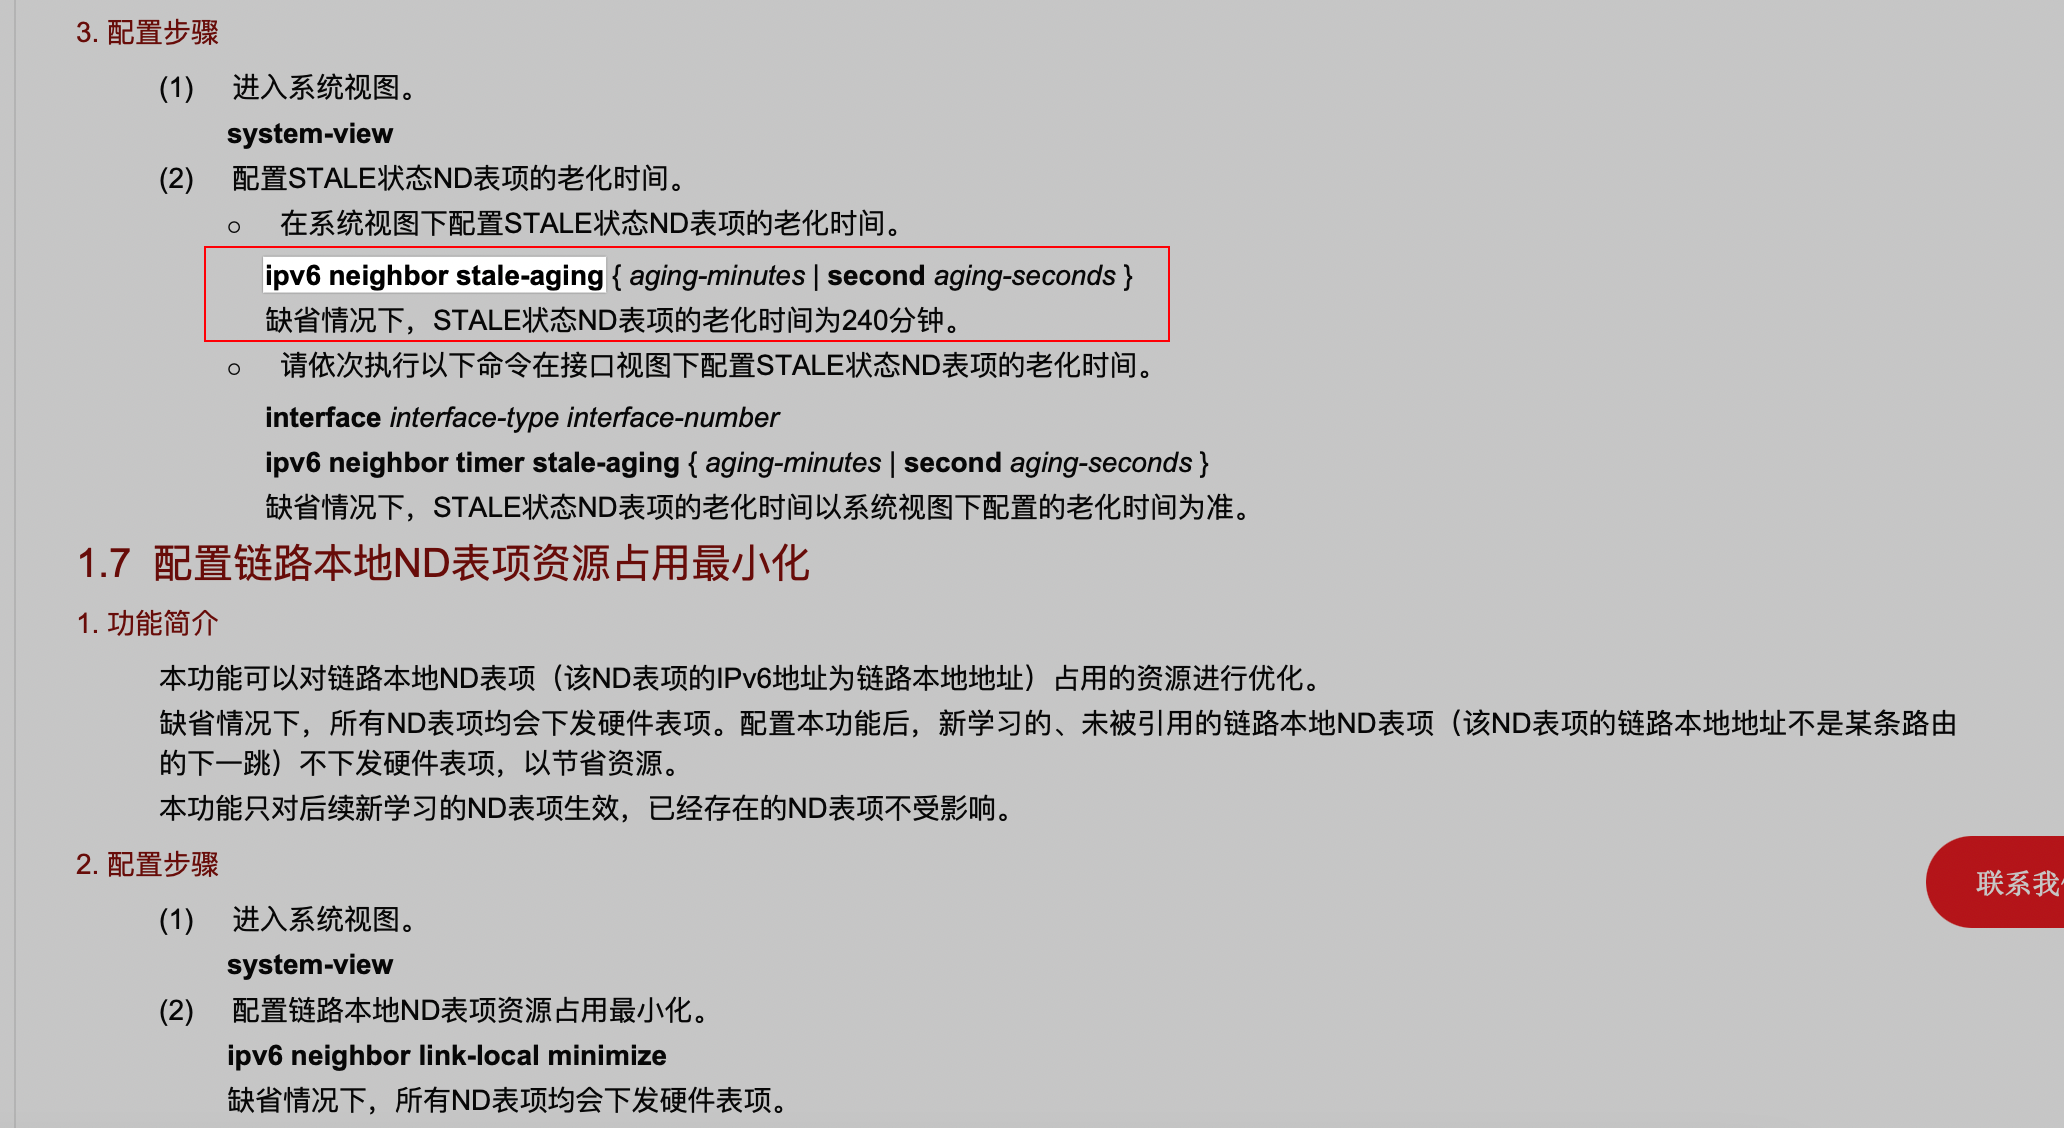 3. 配置步骤
(1) 进入系统视图。
system-view
(2) 配置STALE状态ND表项的老化时间。
○ 在系统视图下配置STALE状态ND表项的老化时间。
ipv6 neighbor stale-aging { aging-minutes | second aging-seconds }
缺省情况下，STALE状态ND表项的老化时间为240分钟。
○ 请依次执行以下命令在接口视图下配置STALE状态ND表项的老化时间。
interface interface-type interface-number
ipv6 neighbor timer stale-aging { aging-minutes | second aging-seconds }
缺省情况下，STALE状态ND表项的老化时间以系统视图下配置的老化时间为准。
1.7 配置链路本地ND表项资源占用最小化
1. 功能简介
本功能可以对链路本地ND表项（该ND表项的IPv6地址为链路本地地址）占用的资源进行优化。
缺省情况下，所有ND表项均会下发硬件表项。配置本功能后，新学习的、未被引用的链路本地ND表项（该ND表项的链路本地地址不是某条路由
的下一跳）不下发硬件表项，以节省资源。
本功能只对后续新学习的ND表项生效，已经存在的ND表项不受影响。
联系我
2. 配置步骤
(1) 进入系统视图。
system-view
(2) 配置链路本地ND表项资源占用最小化。
ipv6 neighbor link-local minimize
缺省情况下，所有ND表项均会下发硬件表项。